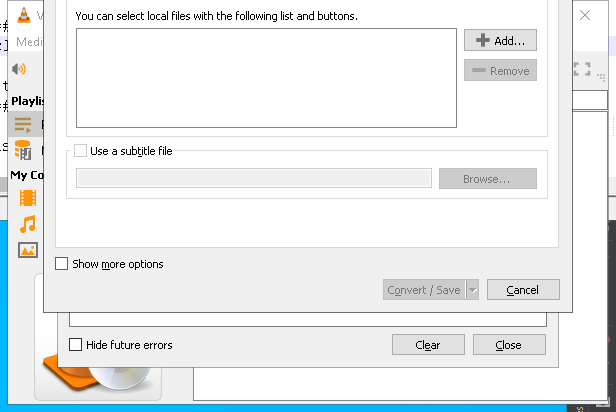 You can select local files with the following list and buttons.
Add...
Remove
Use a subtitle file
Browse...
Show more options
Convert / Save
Cancel
Hide future errors
Clear
Close
V
Medi
Playlis
My Co